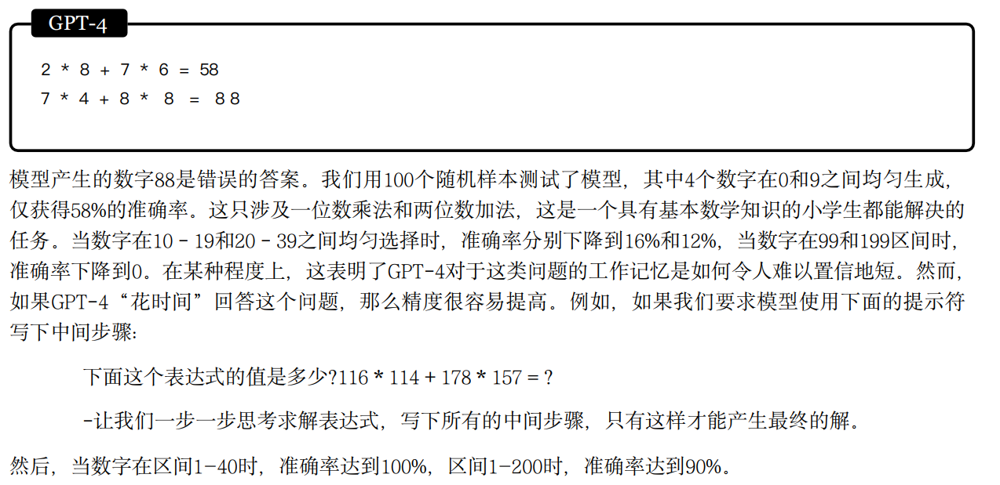 GPT-4
2 * 8 + 7 * 6 = 58
7 * 4 + 8 * 8 = 88
模型产生的数字88是错误的答案。我们用100个随机样本测试了模型，其中4个数字在0和9之间均匀生成，
仅获得58%的准确率。这只涉及一位数乘法和两位数加法，这是一个具有基本数学知识的小学生都能解决的
任务。当数字在10–19和20–39之间均匀选择时，准确率分别下降到16%和12%，当数字在99和199区间时，
准确率下降到0。在某种程度上，这表明了GPT-4对于这类问题的工作记忆是如何令人难以置信地短。然而，
如果GPT-4“花时间”回答这个问题，那么精度很容易提高。例如，如果我们要求模型使用下面的提示符
写下中间步骤：
下面这个表达式的值是多少?116 * 114 + 178 * 157 = ?
-让我们一步一步思考求解表达式，写下所有的中间步骤，只有这样才能产生最终的解。
然后，当数字在区间1–40时，准确率达到100%，区间1–200时，准确率达到90%。